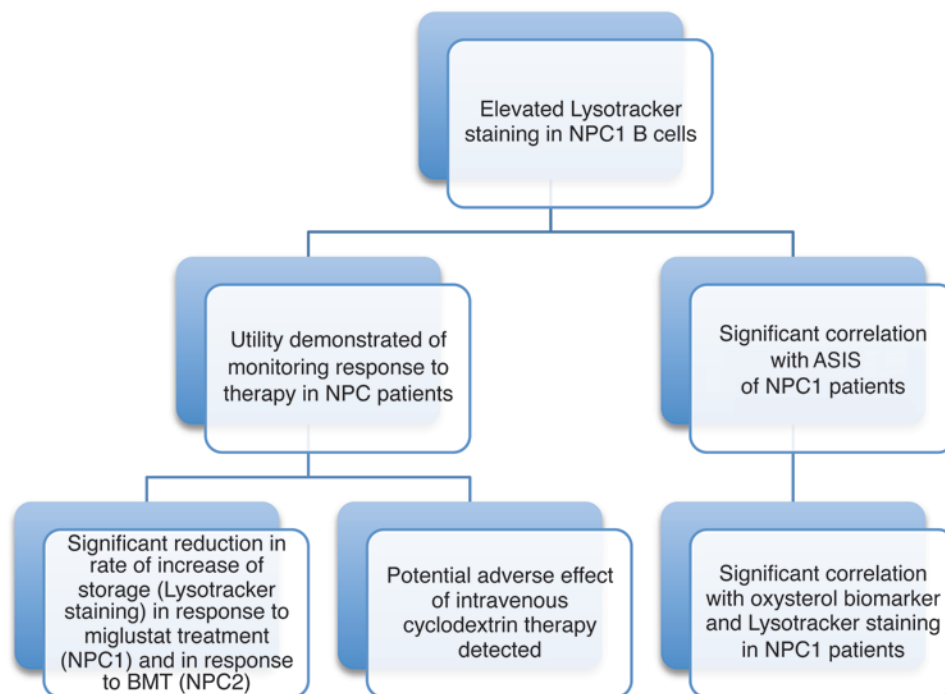 Elevated Lysotracker
staining in NPC1 B cells
Utility demonstrated of
monitoring response to
therapy in NPC patients
Significant correlation
with ASIS
of NPC1 patients
Significant reduction in
rate of increase of
storage (Lysotracker
staining) in response to
miglustat treatment
(NPC1) and in response
to BMT (NPC2)
Potential adverse effect
of intravenous
cyclodextrin therapy
detected
Significant correlation
with oxysterol biomarker
and Lysotracker staining
in NPC1 patients